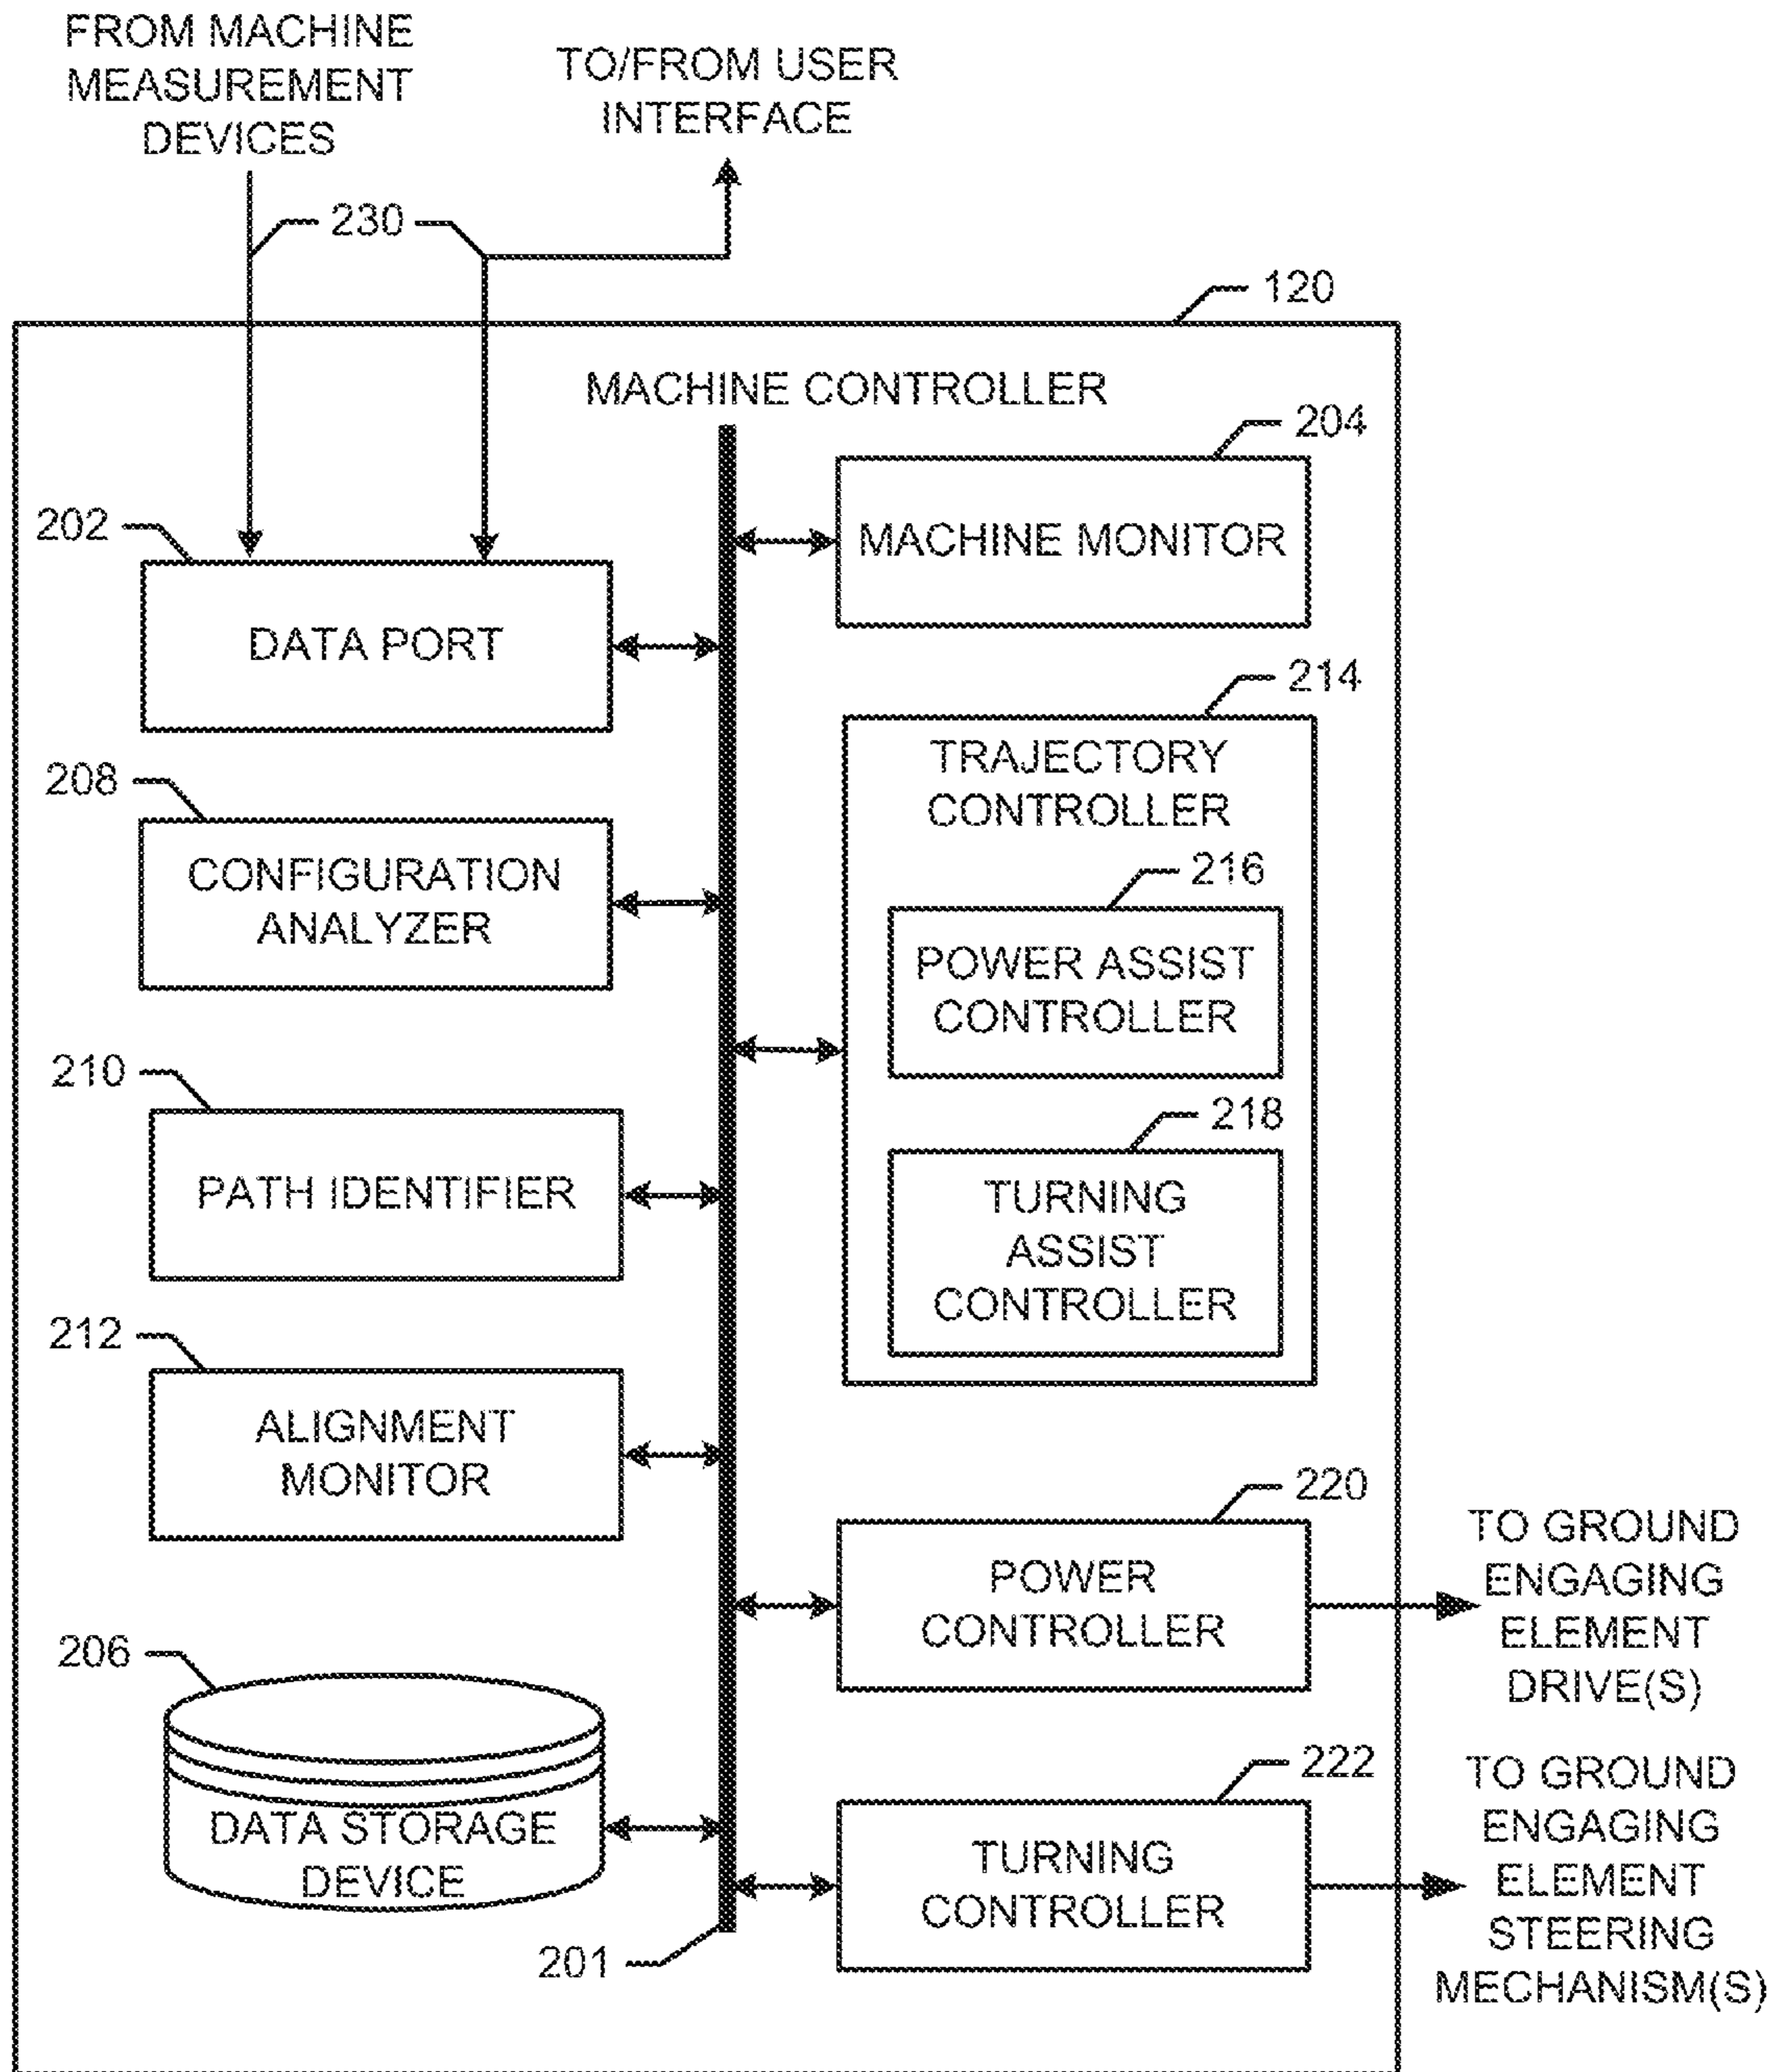 FROM MACHINE
MEASUREMENT
DEVICES
TO/FROM USER
INTERFACE
230
120
MACHINE CONTROLLER
204
MACHINE MONITOR
202
DATA PORT
214
TRAJECTORY
CONTROLLER
208
CONFIGURATION
ANALYZER
216
POWER ASSIST
CONTROLLER
210
PATH IDENTIFIER
218
TURNING
ASSIST
CONTROLLER
212
ALIGNMENT
MONITOR
220
POWER
CONTROLLER
TO GROUND
ENGAGING
ELEMENT
DRIVE(S)
206
DATA STORAGE
DEVICE
222
TURNING
CONTROLLER
TO GROUND
ENGAGING
ELEMENT
STEERING
MECHANISM(S)
201